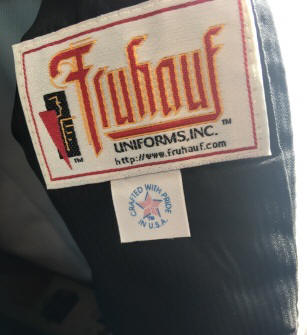 Fruhauf
UNIFORMS, INC.™
http://www.fruhauf.com
™
CRAFTED WITH PRIDE
IN U.S.A.